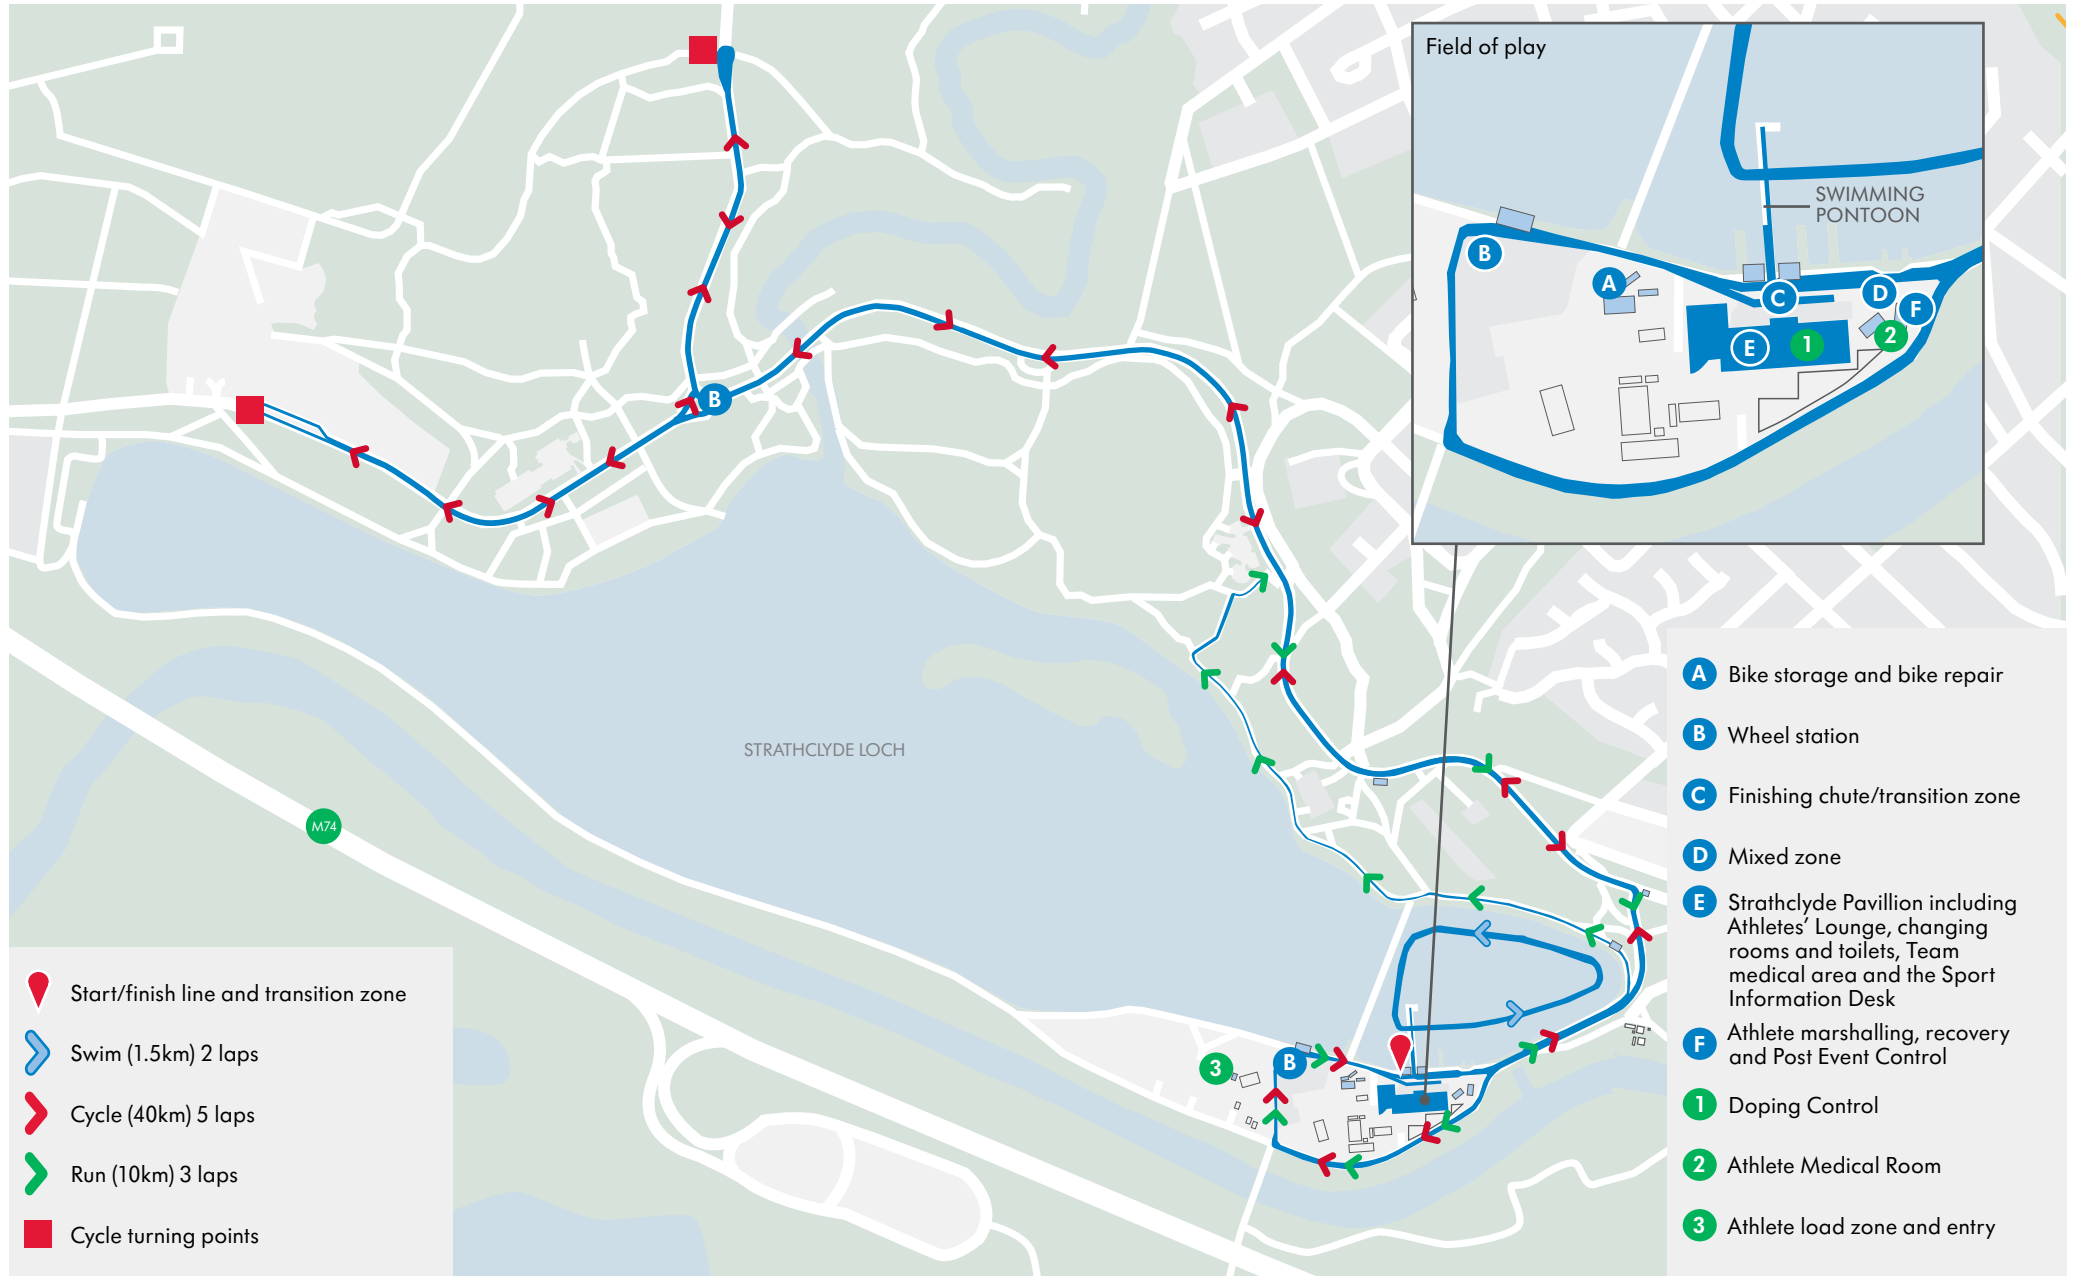 Field of play
SWIMMING
PONTOON
B
A
C
D
F
E
1
2
B
STRATHCLYDE LOCH
M74
3
B
Start/finish line and transition zone
Swim (1.5km) 2 laps
Cycle (40km) 5 laps
Run (10km) 3 laps
Cycle turning points
A Bike storage and bike repair
B Wheel station
C Finishing chute/transition zone
D Mixed zone
E Strathclyde Pavillion including
Athletes' Lounge, changing
rooms and toilets, Team
medical area and the Sport
Information Desk
F Athlete marshalling, recovery
and Post Event Control
1 Doping Control
2 Athlete Medical Room
3 Athlete load zone and entry